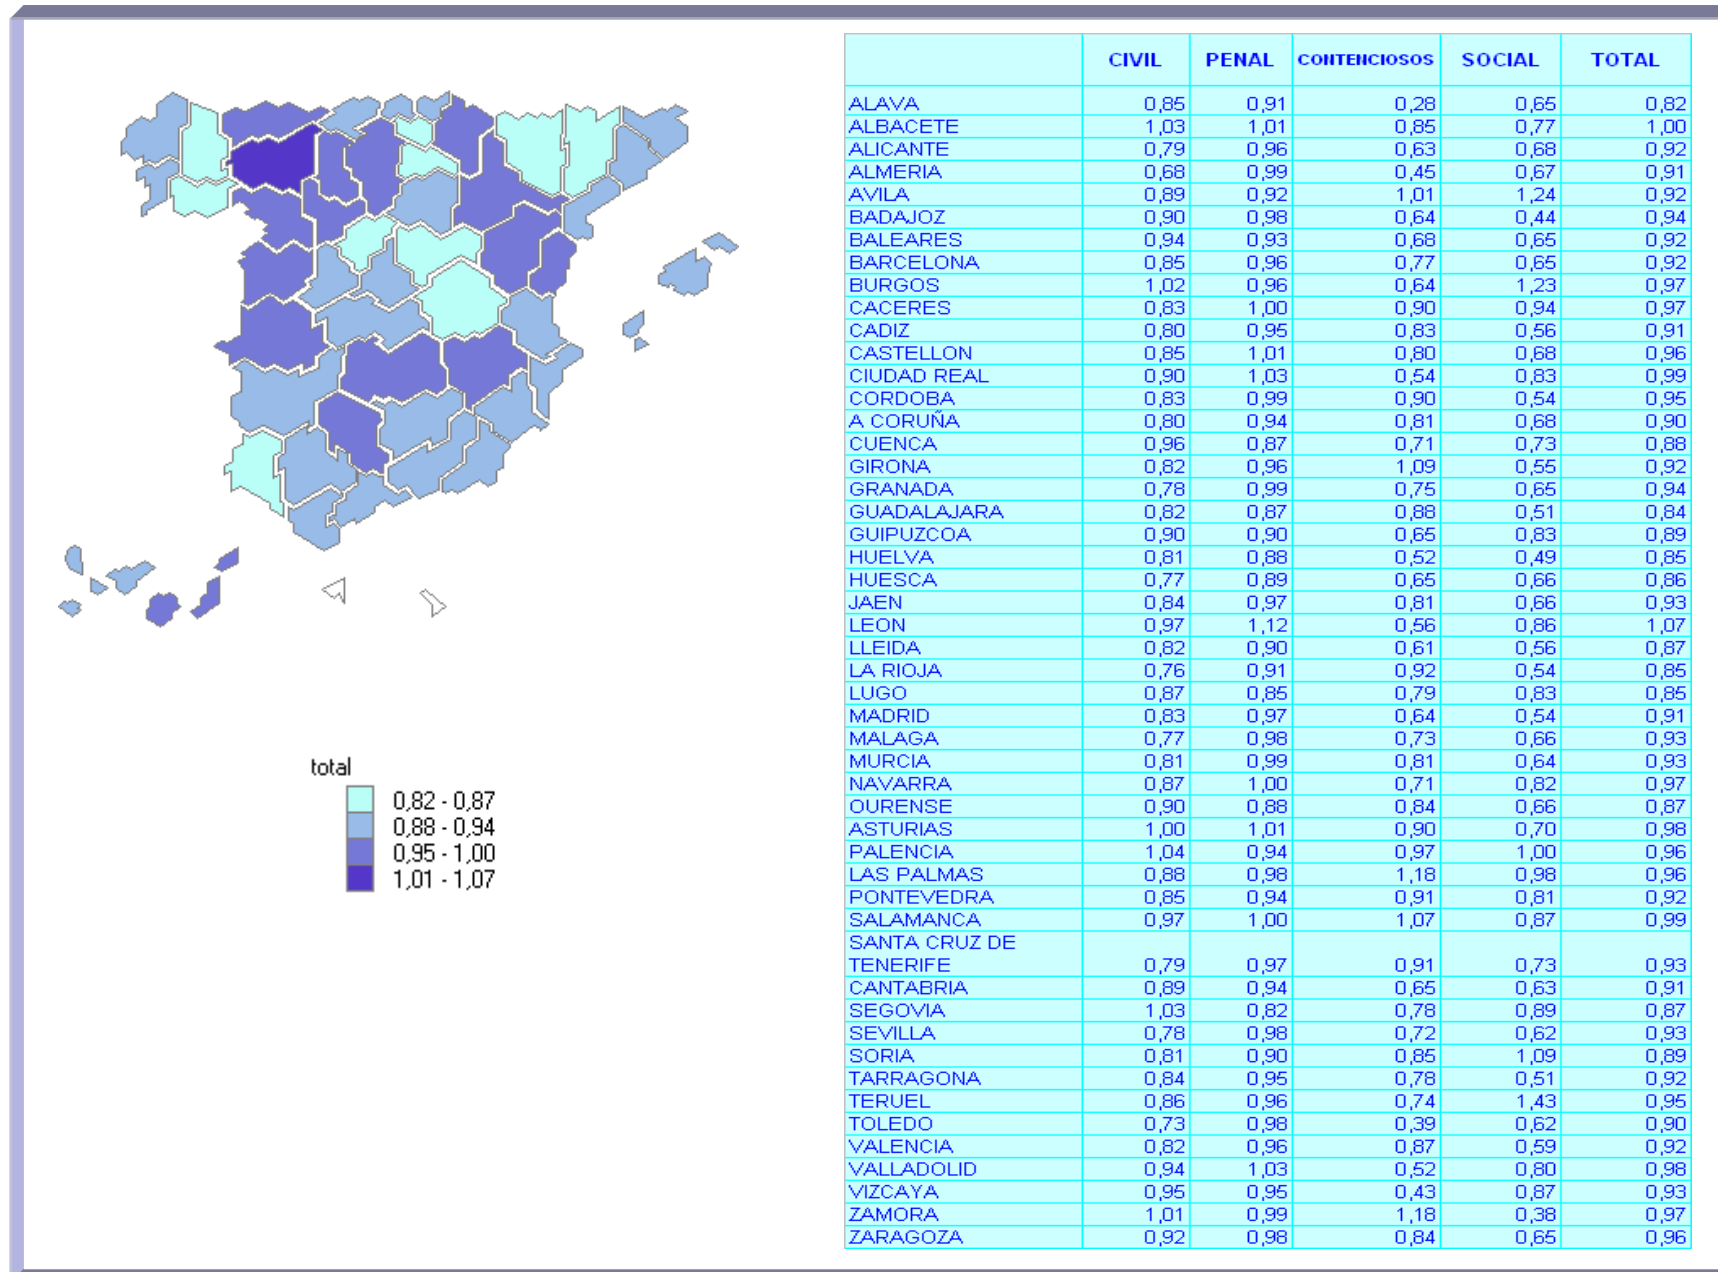 total
0,82 - 0,87
0,88 - 0,94
0,95 - 1,00
1,01 - 1,07
CIVIL PENAL CONTENCIOSOS SOCIAL TOTAL
ALAVA 0,85 0,91 0,28 0,65 0,82
ALBACETE 1,03 1,01 0,85 0,77 1,00
ALICANTE 0,79 0,96 0,63 0,68 0,92
ALMERIA 0,68 0,99 0,45 0,67 0,91
AVILA 0,89 0,92 1,01 1,24 0,92
BADAJOZ 0,90 0,98 0,64 0,44 0,94
BALEARES 0,94 0,93 0,68 0,65 0,92
BARCELONA 0,85 0,96 0,77 0,65 0,92
BURGOS 1,02 0,96 0,64 1,23 0,97
CACERES 0,83 1,00 0,90 0,94 0,97
CADIZ 0,80 0,95 0,83 0,56 0,91
CASTELLON 0,85 1,01 0,80 0,68 0,96
CIUDAD REAL 0,90 1,03 0,54 0,83 0,99
CORDOBA 0,83 0,99 0,90 0,54 0,95
A CORUÑA 0,80 0,94 0,81 0,68 0,90
CUENCA 0,96 0,87 0,71 0,73 0,88
GIRONA 0,82 0,96 1,09 0,55 0,92
GRANADA 0,78 0,99 0,75 0,65 0,94
GUADALAJARA 0,82 0,87 0,88 0,51 0,84
GUIPUZCOA 0,90 0,90 0,65 0,83 0,89
HUELVA 0,81 0,88 0,52 0,49 0,85
HUESCA 0,77 0,89 0,65 0,66 0,86
JAEN 0,84 0,97 0,81 0,66 0,93
LEON 0,97 1,12 0,56 0,86 1,07
LLEIDA 0,82 0,90 0,61 0,56 0,87
LA RIOJA 0,76 0,91 0,92 0,54 0,85
LUGO 0,87 0,85 0,79 0,83 0,85
MADRID 0,83 0,97 0,64 0,54 0,91
MALAGA 0,77 0,98 0,73 0,66 0,93
MURCIA 0,81 0,99 0,81 0,64 0,93
NAVARRA 0,87 1,00 0,71 0,82 0,97
OURENSE 0,90 0,88 0,84 0,66 0,87
ASTURIAS 1,00 1,01 0,90 0,70 0,98
PALENCIA 1,04 0,94 0,97 1,00 0,96
LAS PALMAS 0,88 0,98 1,18 0,98 0,96
PONTEVEDRA 0,85 0,94 0,91 0,81 0,92
SALAMANCA 0,97 1,00 1,07 0,87 0,99
SANTA CRUZ DE
TENERIFE 0,79 0,97 0,91 0,73 0,93
CANTABRIA 0,89 0,94 0,65 0,63 0,91
SEGOVIA 1,03 0,82 0,78 0,89 0,87
SEVILLA 0,78 0,98 0,72 0,62 0,93
SORIA 0,81 0,90 0,85 1,09 0,89
TARRAGONA 0,84 0,95 0,78 0,51 0,92
TERUEL 0,86 0,96 0,74 1,43 0,95
TOLEDO 0,73 0,98 0,39 0,62 0,90
VALENCIA 0,82 0,96 0,87 0,59 0,92
VALLADOLID 0,94 1,03 0,52 0,80 0,98
VIZCAYA 0,95 0,95 0,43 0,87 0,93
ZAMORA 1,01 0,99 1,18 0,38 0,97
ZARAGOZA 0,92 0,98 0,84 0,65 0,96